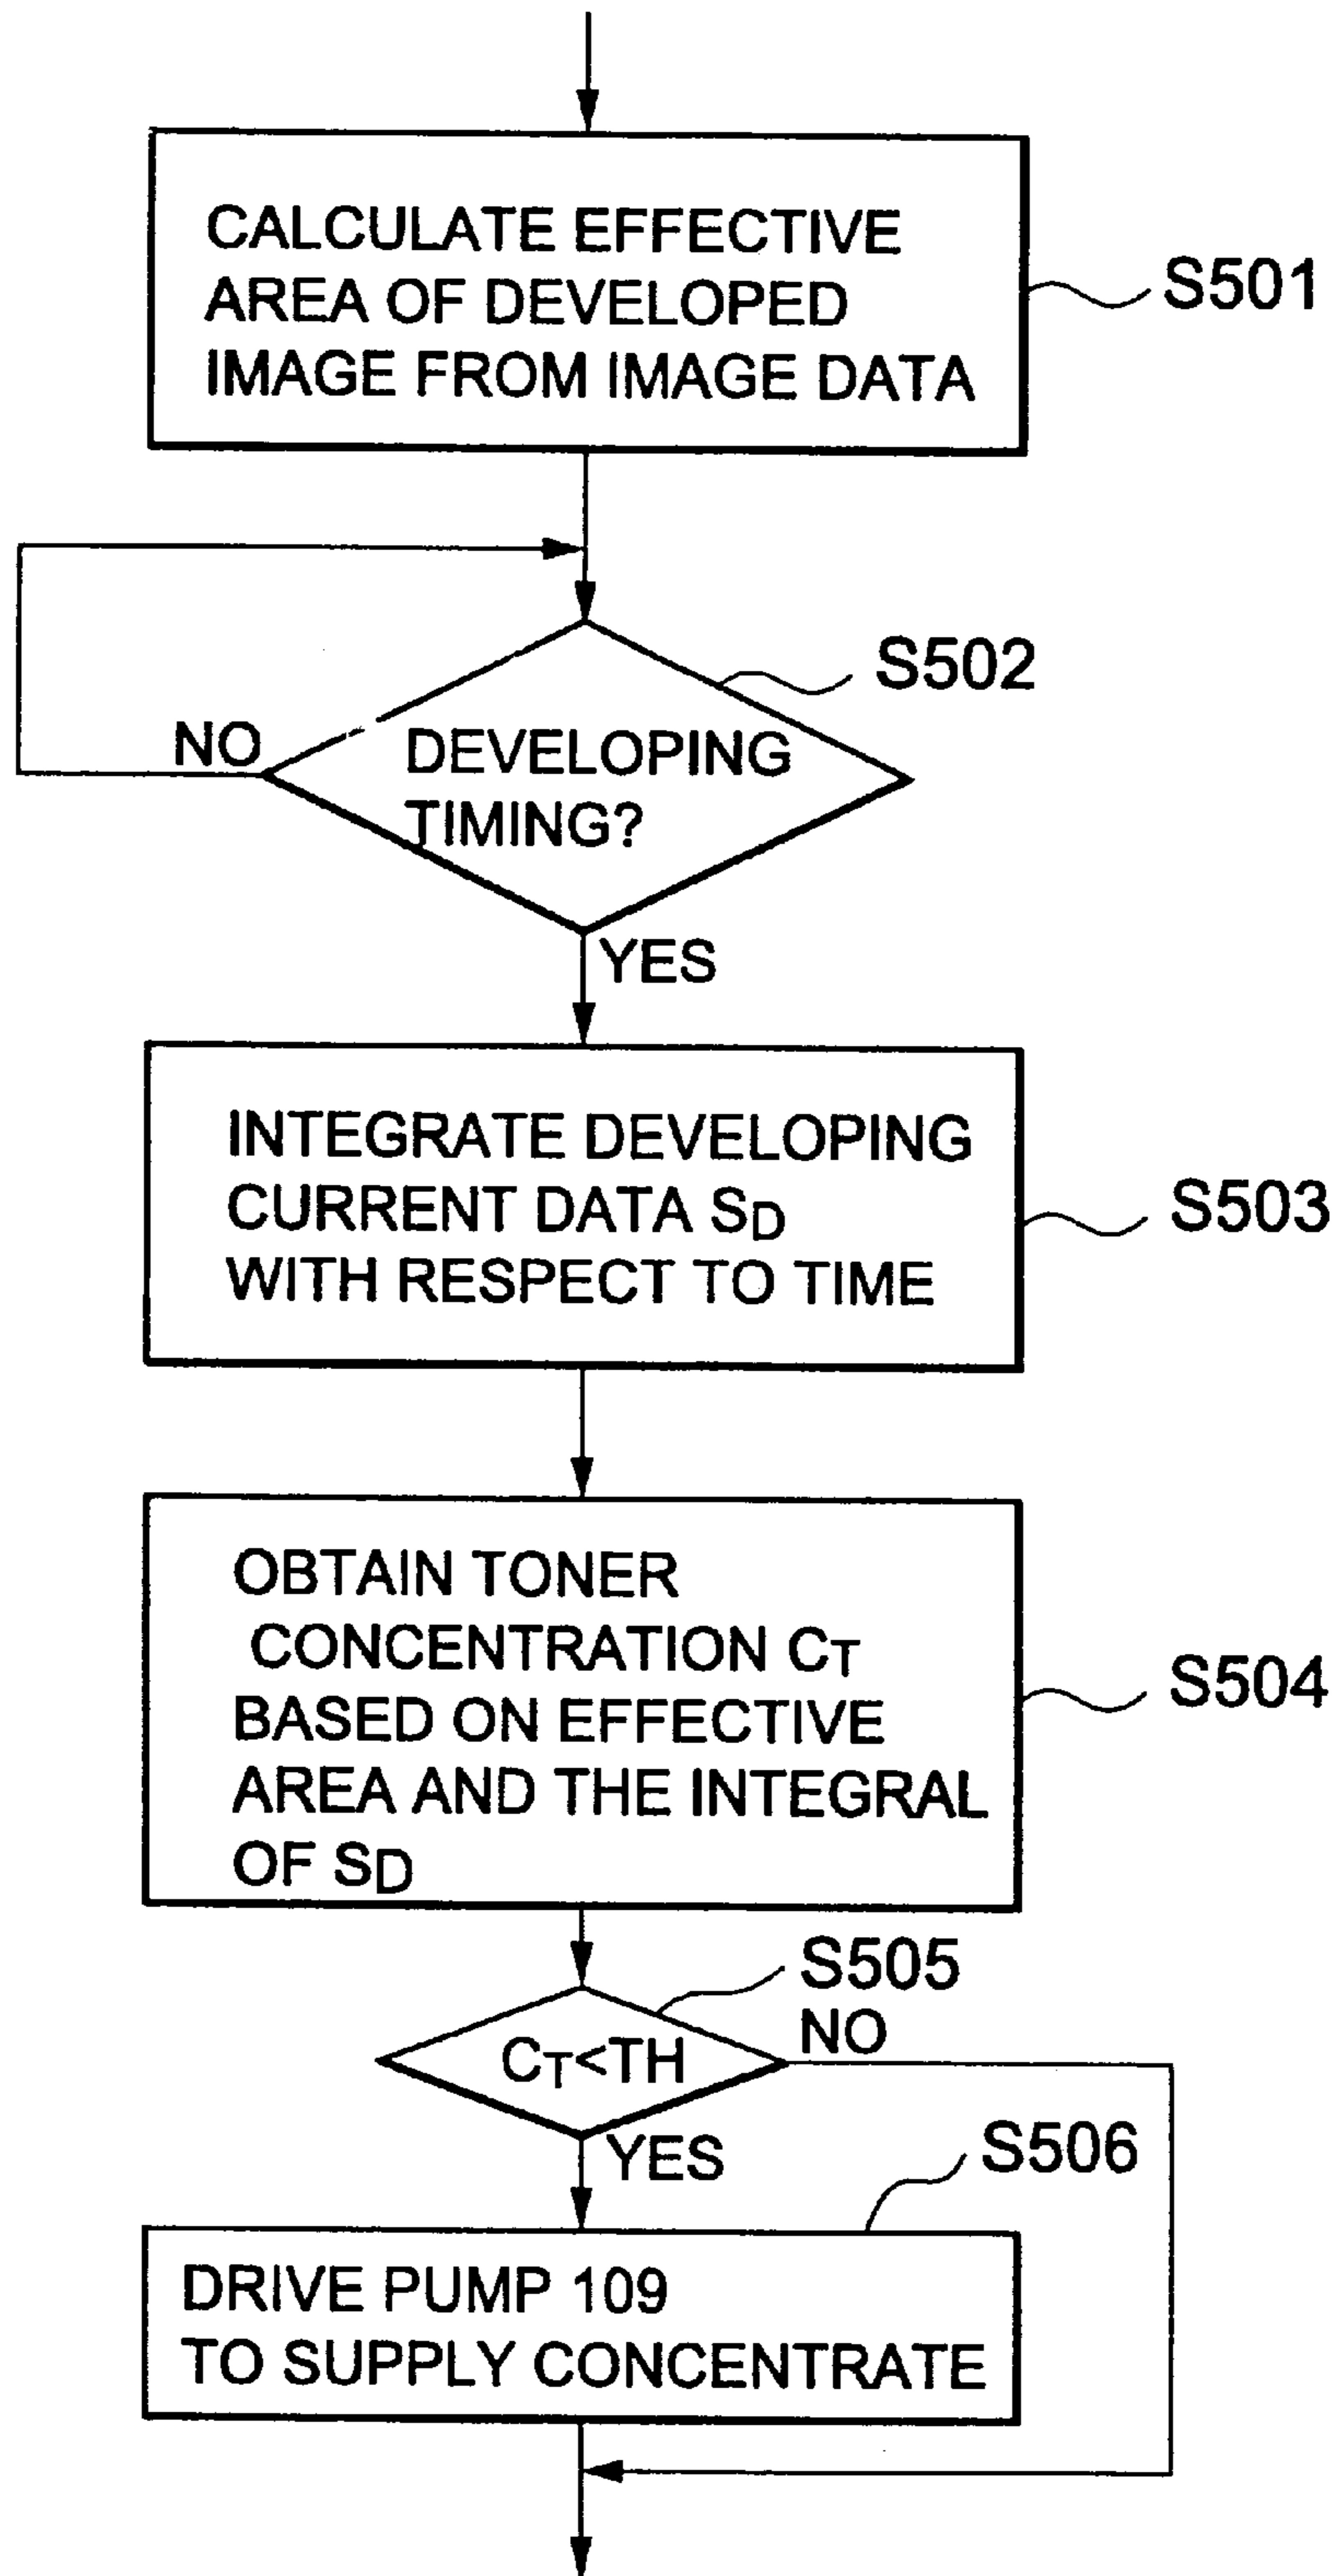 CALCULATE EFFECTIVE
AREA OF DEVELOPED
IMAGE FROM IMAGE DATA
S501
S502
NO
DEVELOPING
TIMING?
YES
INTEGRATE DEVELOPING
CURRENT DATA SD
WITH RESPECT TO TIME
S503
OBTAIN TONER
CONCENTRATION CT
BASED ON EFFECTIVE
AREA AND THE INTEGRAL
OF SD
S504
S505
NO
CT<TH
YES
S506
DRIVE PUMP 109
TO SUPPLY CONCENTRATE